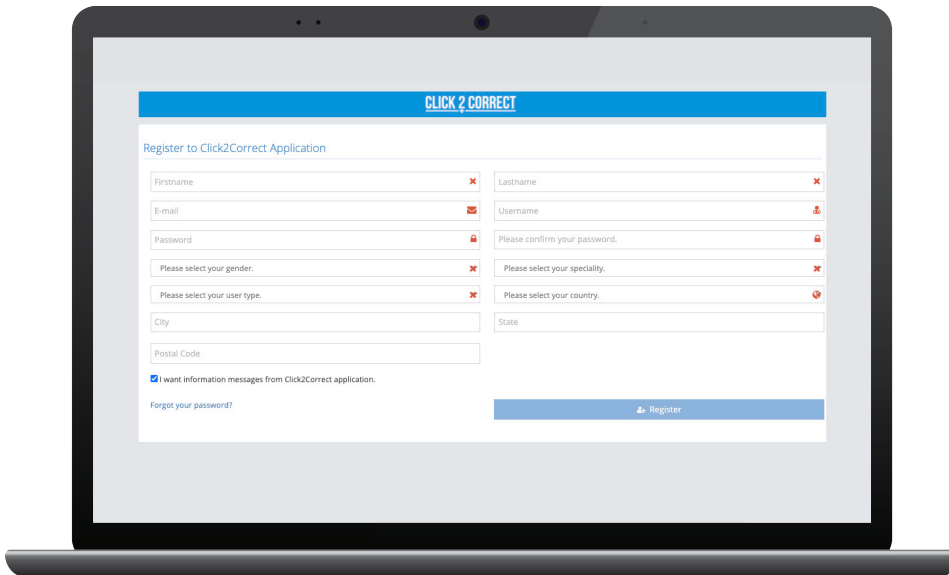 CLICK 2 CORRECT
Register to Click2Correct Application
Firstname
Lastname
E-mail
Username
Password
Please confirm your password.
Please select your gender.
Please select your speciality.
Please select your user type.
Please select your country.
City
State
Postal Code
I want information messages from Click2Correct application.
Forgot your password?
Register